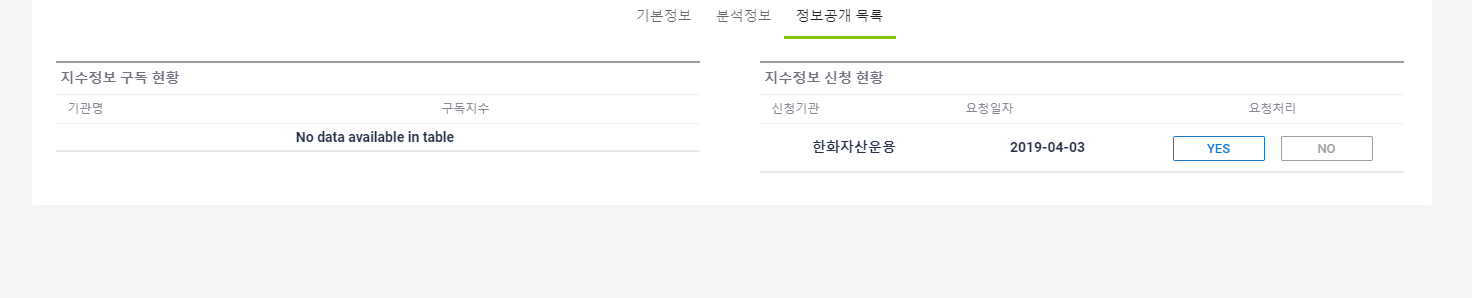 기본정보 분석정보 정보공개 목록
지수정보 구독 현황
기관명 구독지수
No data available in table
지수정보 신청 현황
신청기관 요청일자 요청처리
한화자산운용 2019-04-03 YES NO